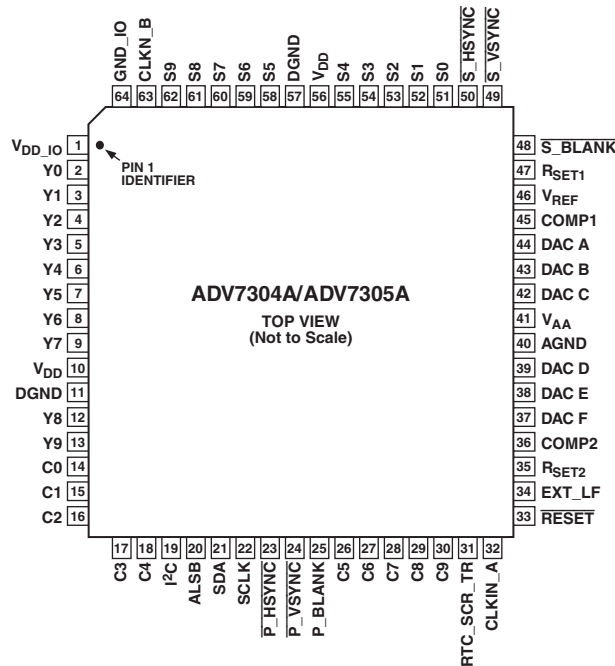 GND_IO
CLKN_B
S9
S8
S7
S6
S5
DGND
VDD
S4
S3
S2
S1
S0
S_HSYNC
S_VSYNC
64 63 62 61 60 59 58 57 56 55 54 53 52 51 50 49
VDD_IO 1
Y0 2
Y1 3
Y2 4
Y3 5
Y4 6
Y5 7
Y6 8
Y7 9
VDD 10
DGND 11
Y8 12
Y9 13
C0 14
C1 15
C2 16
PIN 1
IDENTIFIER
ADV7304A/ADV7305A
TOP VIEW
(Not to Scale)
48 S_BLANK
47 RSET1
46 VREF
45 COMP1
44 DAC A
43 DAC B
42 DAC C
41 VAA
40 AGND
39 DAC D
38 DAC E
37 DAC F
36 COMP2
35 RSET2
34 EXT_LF
33 RESET
17 18 19 20 21 22 23 24 25 26 27 28 29 30 31 32
C3
C4
I²C
ALSB
SDA
SCLK
P_HSYNC
P_VSYNC
P_BLANK
C5
C6
C7
C8
C9
RTC_SCR_TR
CLKIN_A